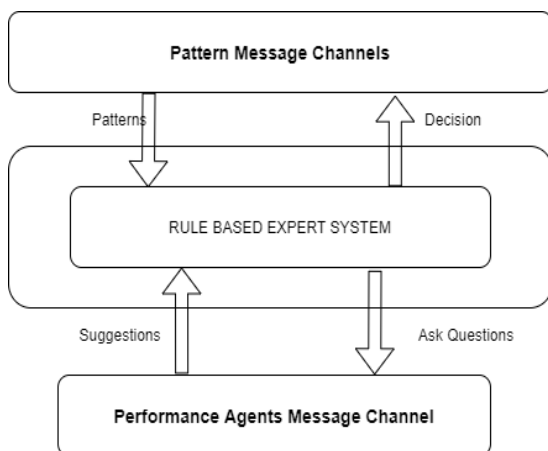 Pattern Message Channels
Patterns
Decision
RULE BASED EXPERT SYSTEM
Suggestions
Ask Questions
Performance Agents Message Channel